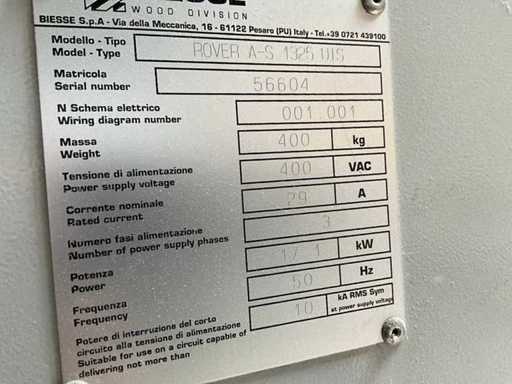 WOOD DIVISION
BIESSE S.p.A - Via della Meccanica, 16 - 61122 Pesaro (PU) Italy - Tel.+39 0721 439100
Modello - Tipo
Model - Type
ROVER A-S 1325 U1S
Matricola
Serial number
56604
N Schema elettrico
Wiring diagram number
001.001
Massa
Weight
400 kg
Tensione di alimentazione
Power supply voltage
400 VAC
Corrente nominale
Rated current
29 A
Numero fasi alimentazione
Number of power supply phases
3
Potenza
Power
17.1 kW
Frequenza
Frequency
50 Hz
Potere di interruzione del corto
circuito alla tensione di alimentazione
Suitable for use on a circuit capable of
delivering not more than
10
kA RMS Sym
at power supply voltage